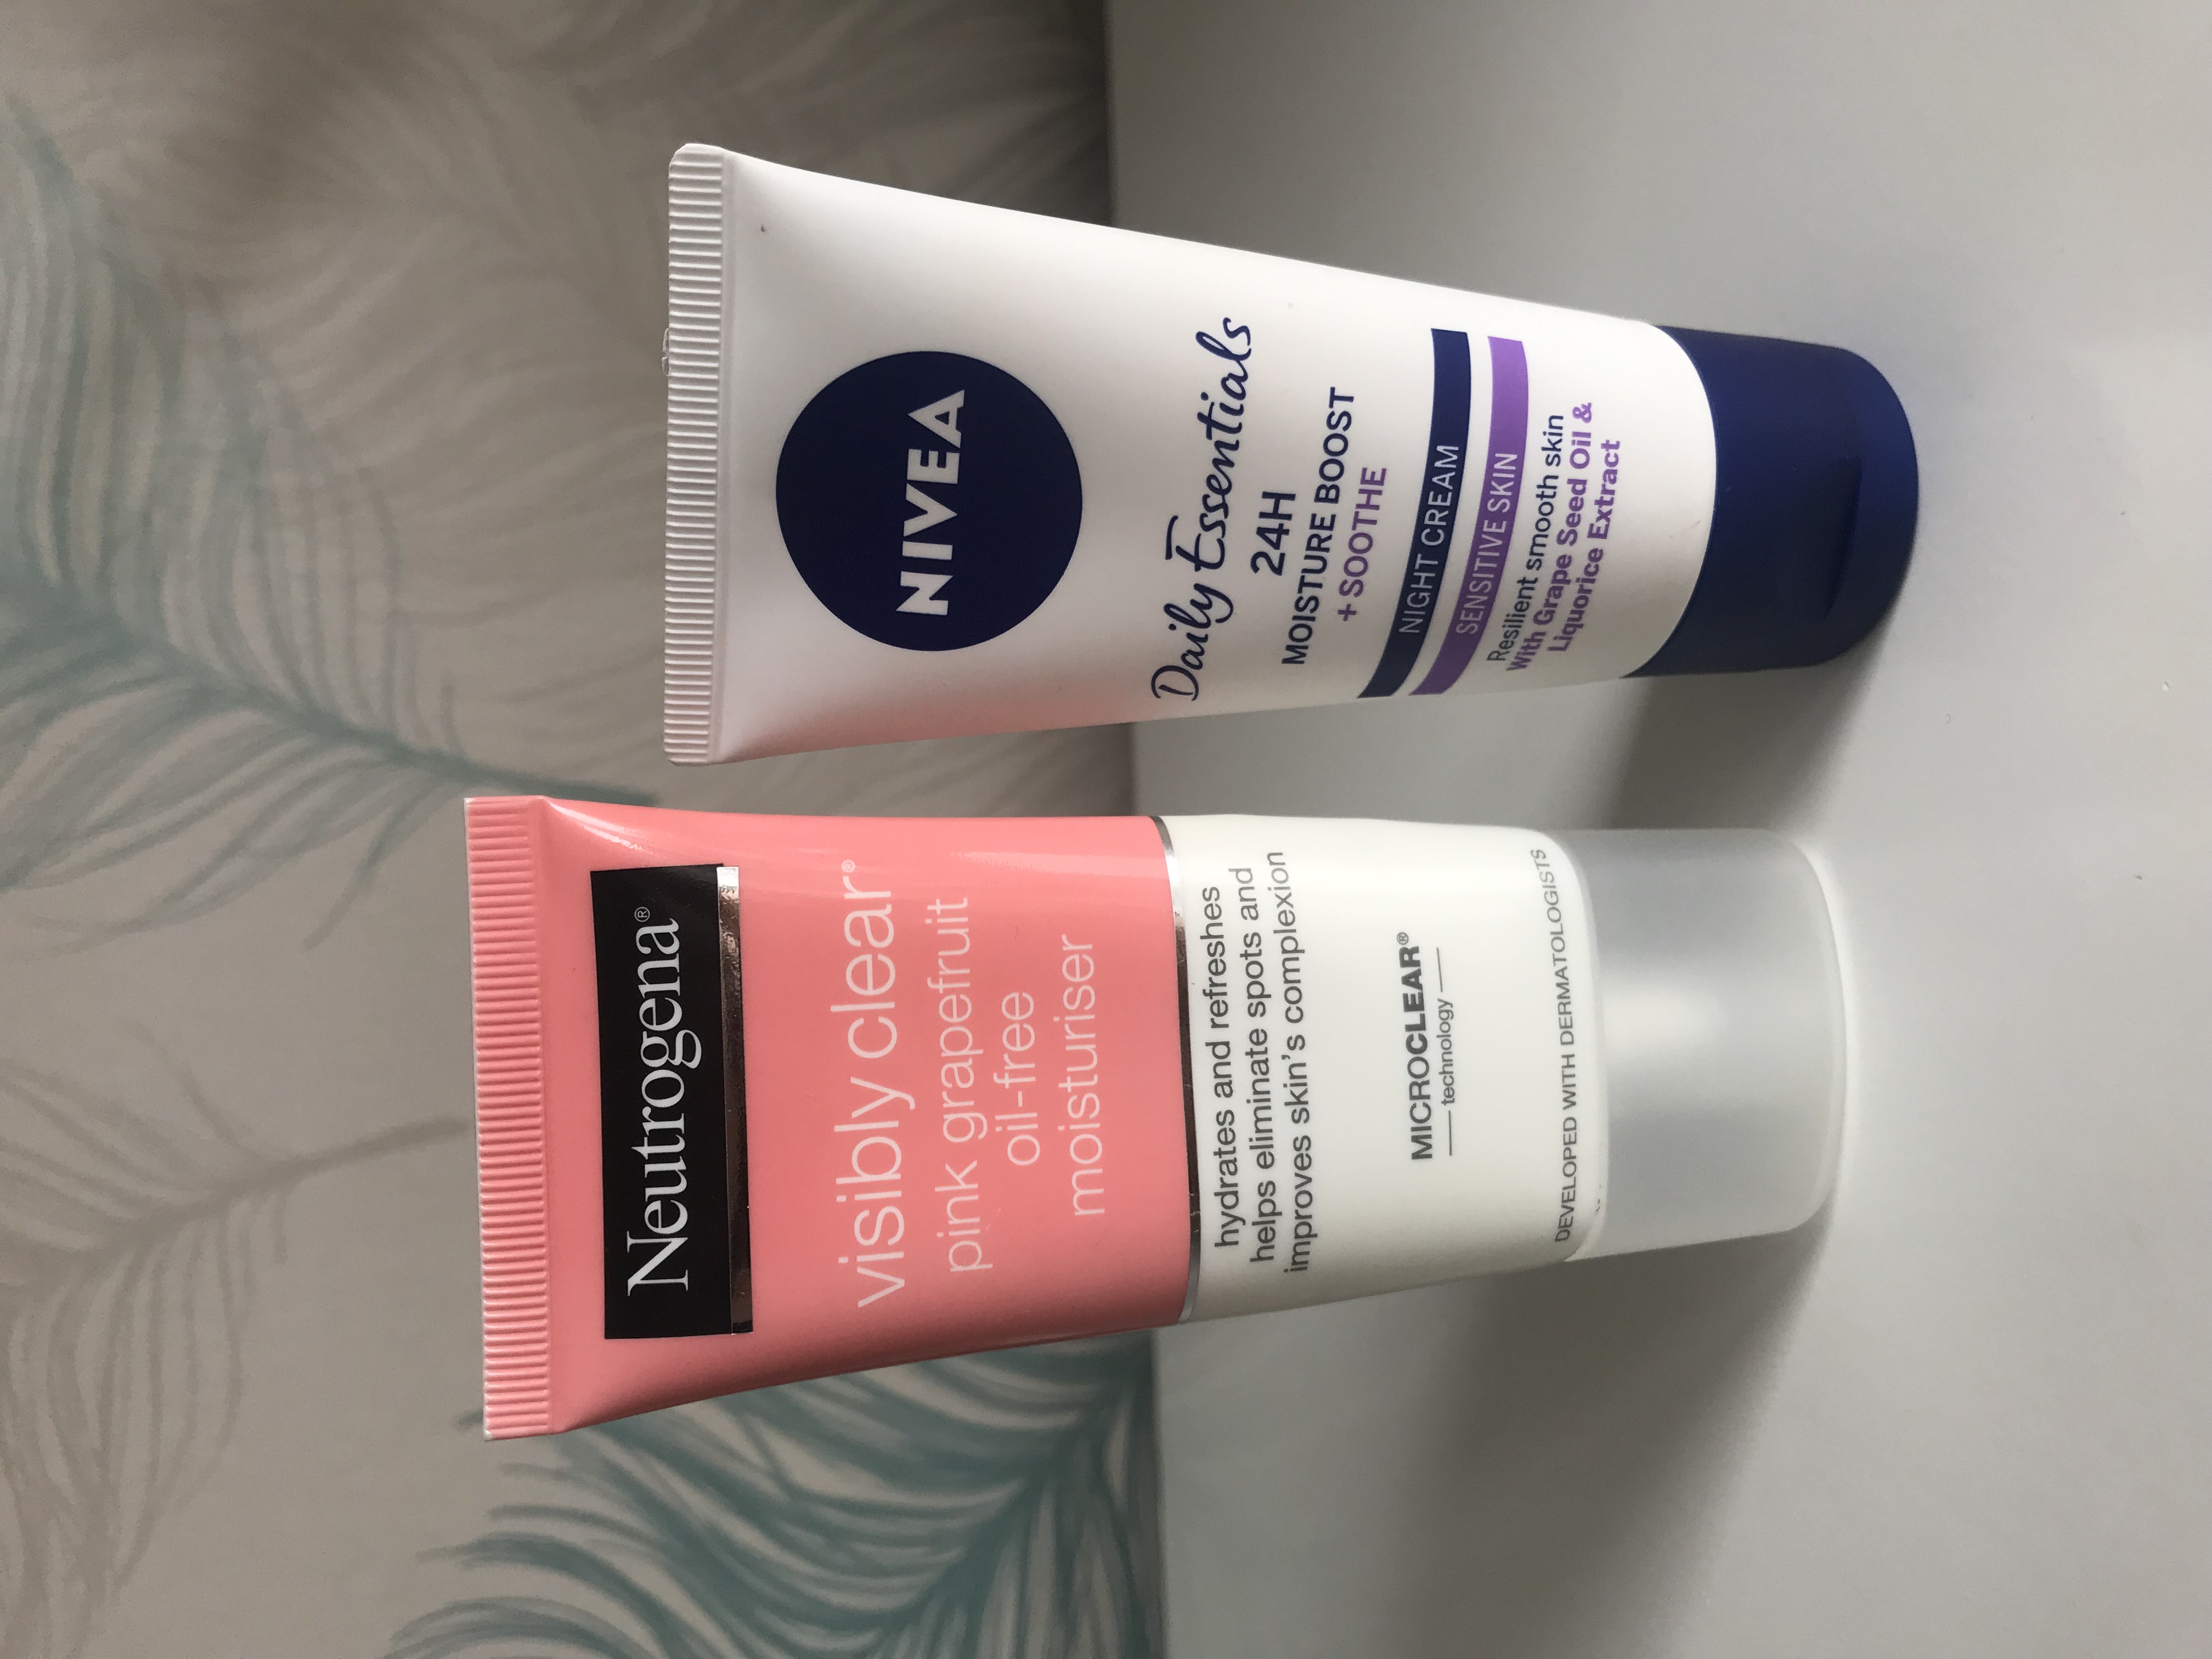 Neutrogena®
visibly clear®
pink grapefruit
oil-free
moisturiser
hydrates and refreshes
helps eliminate spots and
improves skin's complexion
MICROCLEAR®
technology
DEVELOPED WITH DERMATOLOGISTS
NIVEA
Daily Essentials
24H
MOISTURE BOOST
+ SOOTHE
NIGHT CREAM
SENSITIVE SKIN
Resilient smooth skin
With Grape Seed Oil &
Liquorice Extract